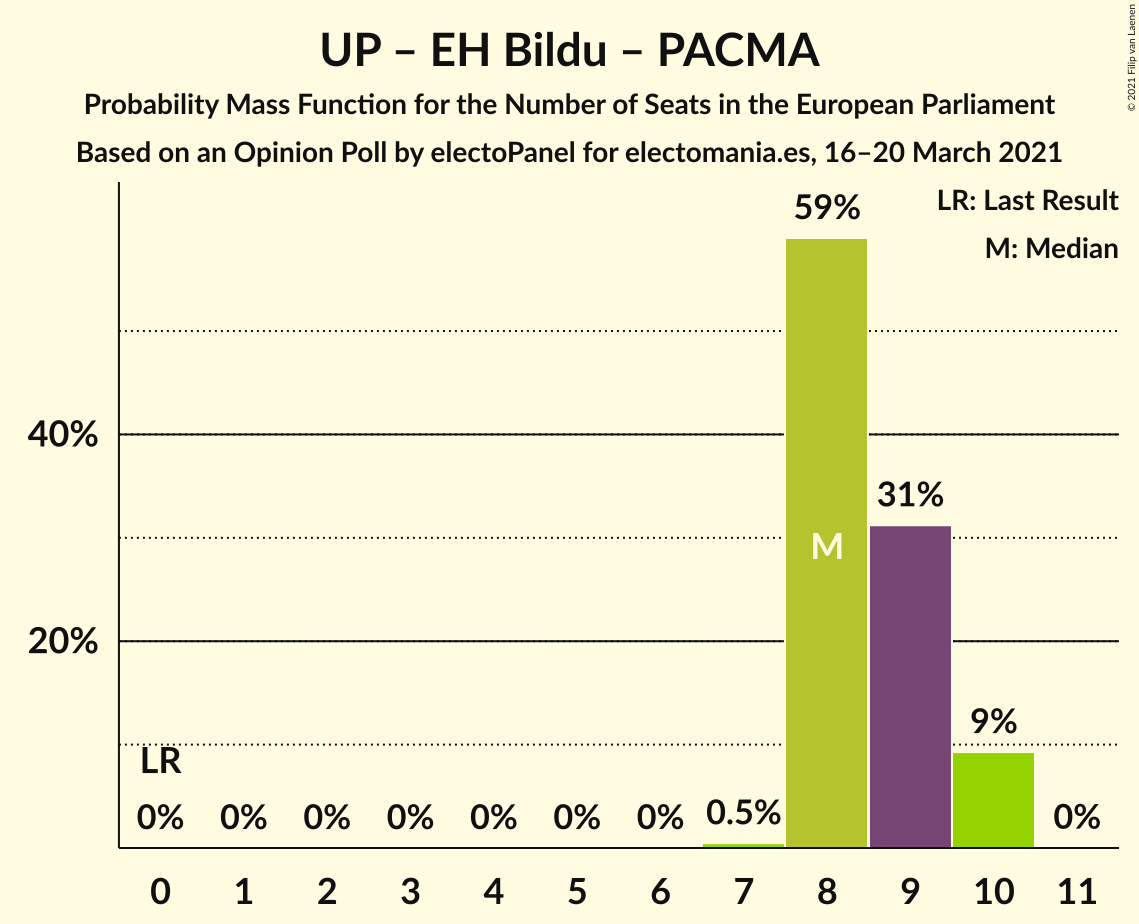 UP – EH Bildu – PACMA
Probability Mass Function for the Number of Seats in the European Parliament
Based on an Opinion Poll by electoPanel for electomania.es, 16–20 March 2021
© 2021 Filip van Laenen
LR: Last Result
M: Median
59%
40%
31%
M
20%
9%
LR
0% 0% 0% 0% 0% 0% 0% 0.5% 0%
0 1 2 3 4 5 6 7 8 9 10 11